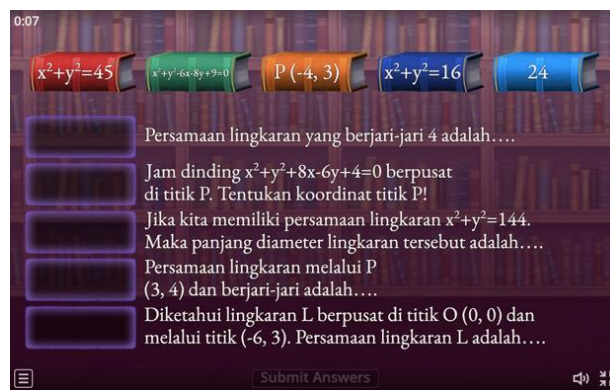 0:07
x²+y²=45
x²+y²-6x-8y+9=0
P (-4, 3)
x²+y²=16
24
Persamaan lingkaran yang berjari-jari 4 adalah….
Jam dinding x²+y²+8x-6y+4=0 berpusat
di titik P. Tentukan koordinat titik P!
Jika kita memiliki persamaan lingkaran x²+y²=144.
Maka panjang diameter lingkaran tersebut adalah….
Persamaan lingkaran melalui P
(3, 4) dan berjari-jari adalah….
Diketahui lingkaran L berpusat di titik O (0, 0) dan
melalui titik (-6, 3). Persamaan lingkaran L adalah….
Submit Answers